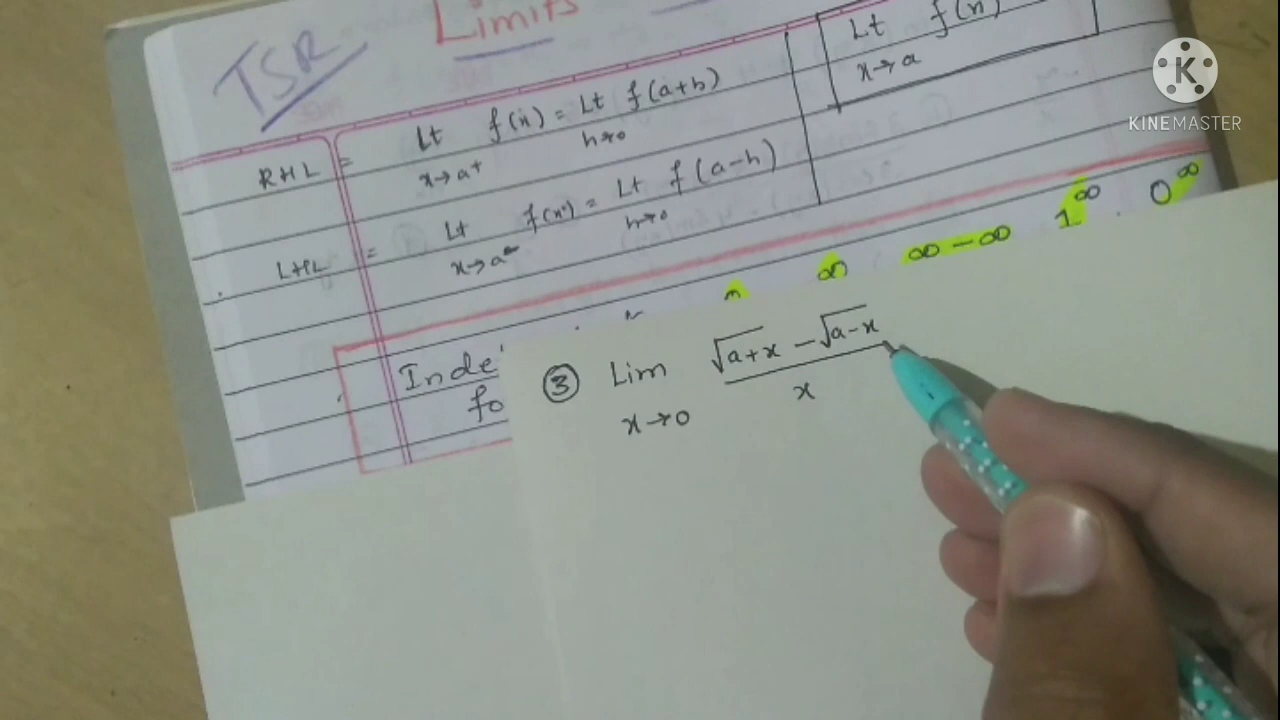 Limits
TSR
Lt f(x)
x→a
RHL = Lt f(x) = Lt f(a+h)
x→a⁺ h→0
LHL = Lt f(x) = Lt f(a-h)
x→a⁻ h→0
∞ ∞-∞ 1^∞ 0^∞
Inde
fo
③ Lim √(a+x) - √(a-x)
x→0 x
KINEMASTER